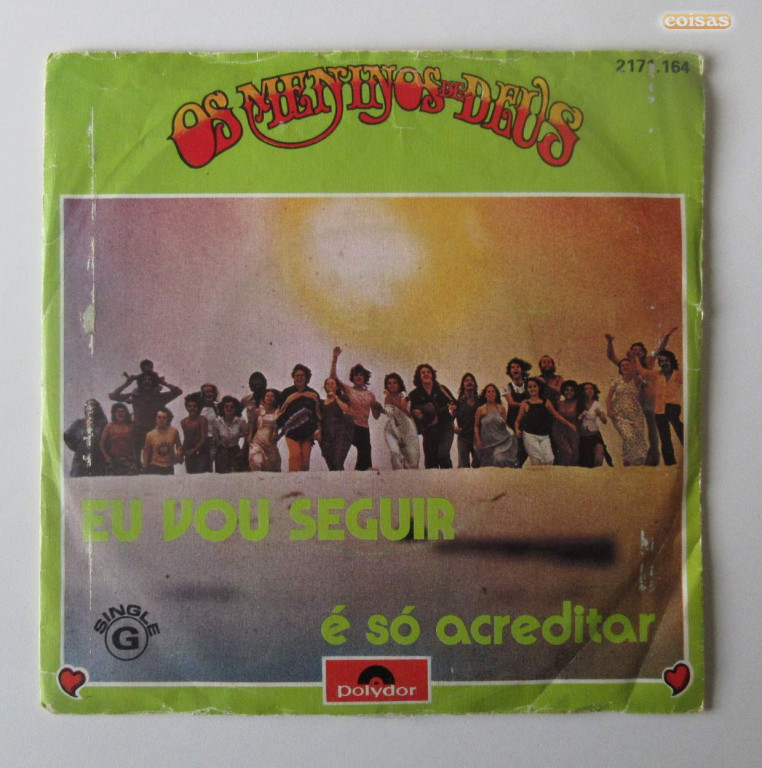 coisas
2171.164
OS MENINOS DE DEUS
EU VOU SEGUIR
é só acreditar
SINGLE
G
polydor